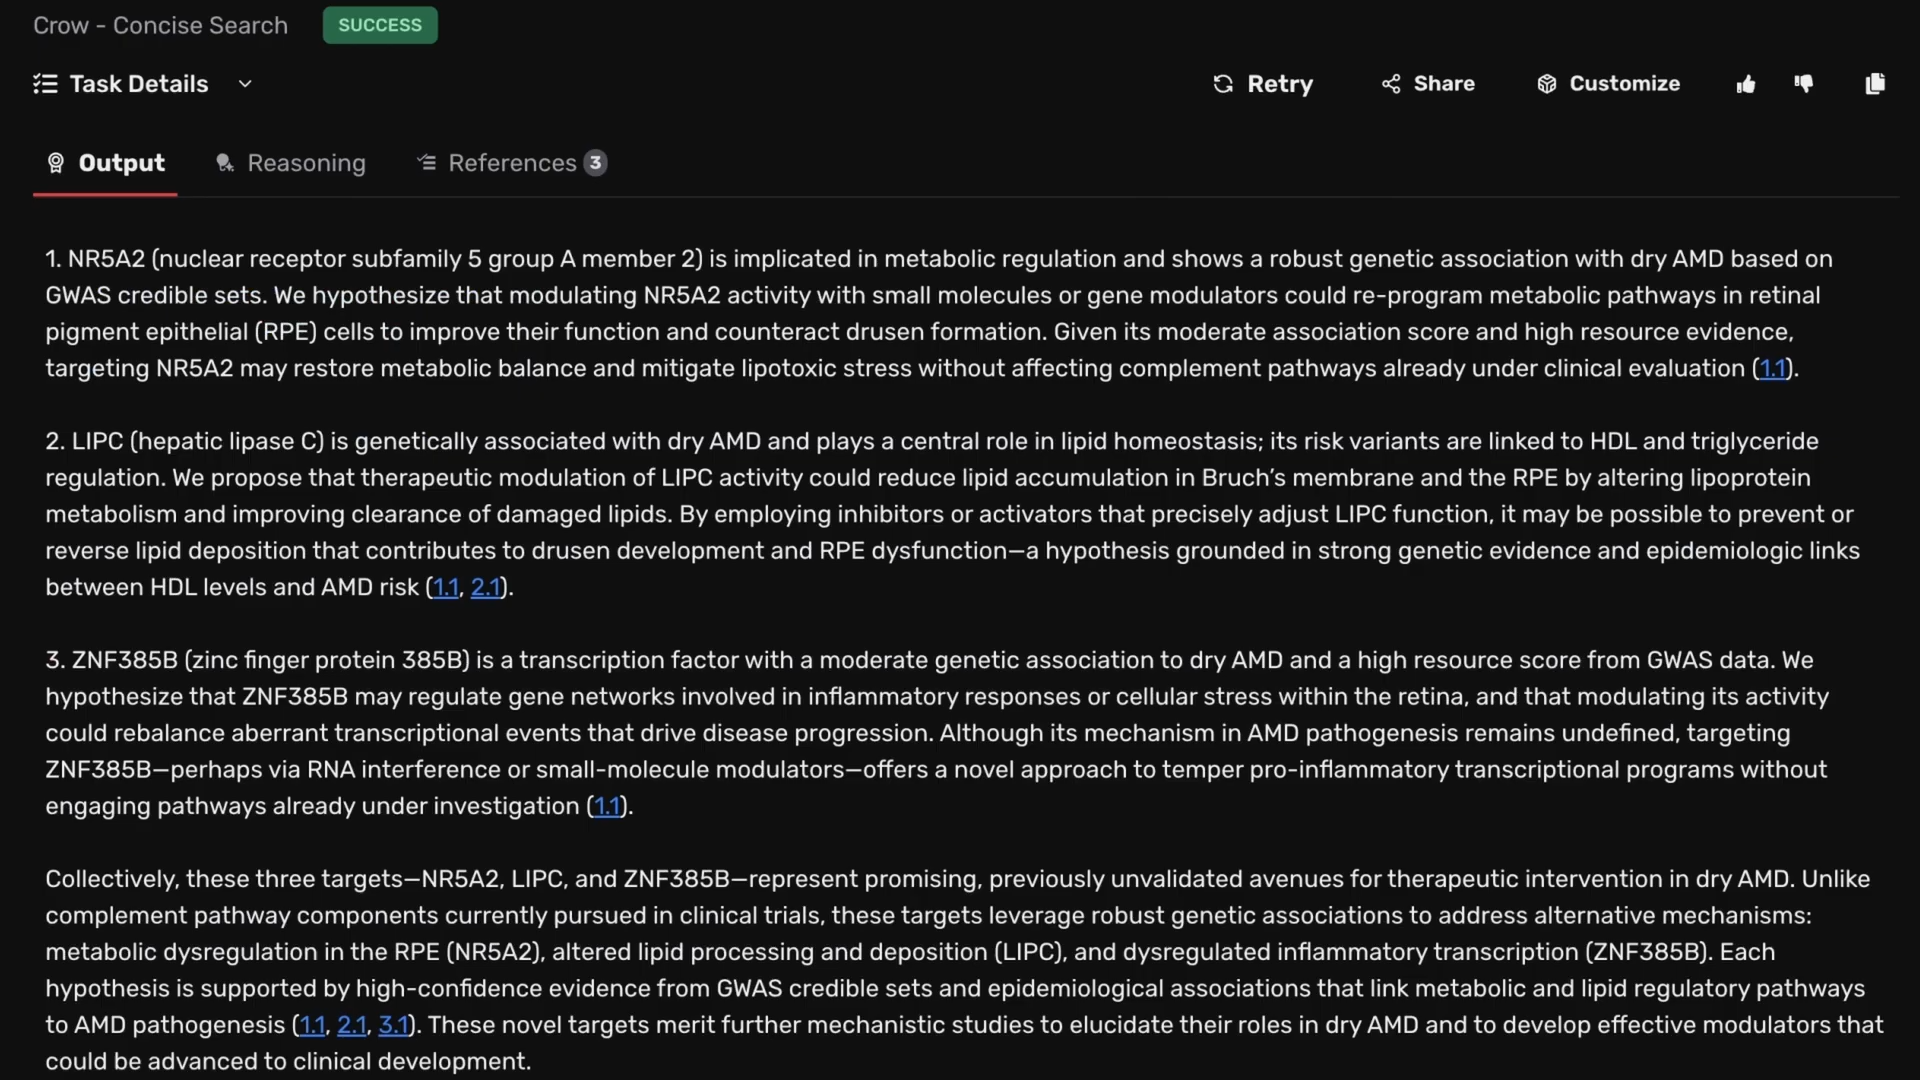 Crow - Concise Search
SUCCESS
Task Details
Retry
Share
Customize
Output
Reasoning
References 3
1. NR5A2 (nuclear receptor subfamily 5 group A member 2) is implicated in metabolic regulation and shows a robust genetic association with dry AMD based on
GWAS credible sets. We hypothesize that modulating NR5A2 activity with small molecules or gene modulators could re-program metabolic pathways in retinal
pigment epithelial (RPE) cells to improve their function and counteract drusen formation. Given its moderate association score and high resource evidence,
targeting NR5A2 may restore metabolic balance and mitigate lipotoxic stress without affecting complement pathways already under clinical evaluation (1.1).
2. LIPC (hepatic lipase C) is genetically associated with dry AMD and plays a central role in lipid homeostasis; its risk variants are linked to HDL and triglyceride
regulation. We propose that therapeutic modulation of LIPC activity could reduce lipid accumulation in Bruch's membrane and the RPE by altering lipoprotein
metabolism and improving clearance of damaged lipids. By employing inhibitors or activators that precisely adjust LIPC function, it may be possible to prevent or
reverse lipid deposition that contributes to drusen development and RPE dysfunction—a hypothesis grounded in strong genetic evidence and epidemiologic links
between HDL levels and AMD risk (1.1, 2.1).
3. ZNF385B (zinc finger protein 385B) is a transcription factor with a moderate genetic association to dry AMD and a high resource score from GWAS data. We
hypothesize that ZNF385B may regulate gene networks involved in inflammatory responses or cellular stress within the retina, and that modulating its activity
could rebalance aberrant transcriptional events that drive disease progression. Although its mechanism in AMD pathogenesis remains undefined, targeting
ZNF385B—perhaps via RNA interference or small-molecule modulators—offers a novel approach to temper pro-inflammatory transcriptional programs without
engaging pathways already under investigation (1.1).
Collectively, these three targets—NR5A2, LIPC, and ZNF385B—represent promising, previously unvalidated avenues for therapeutic intervention in dry AMD. Unlike
complement pathway components currently pursued in clinical trials, these targets leverage robust genetic associations to address alternative mechanisms:
metabolic dysregulation in the RPE (NR5A2), altered lipid processing and deposition (LIPC), and dysregulated inflammatory transcription (ZNF385B). Each
hypothesis is supported by high-confidence evidence from GWAS credible sets and epidemiological associations that link metabolic and lipid regulatory pathways
to AMD pathogenesis (1.1, 2.1, 3.1). These novel targets merit further mechanistic studies to elucidate their roles in dry AMD and to develop effective modulators that
could be advanced to clinical development.